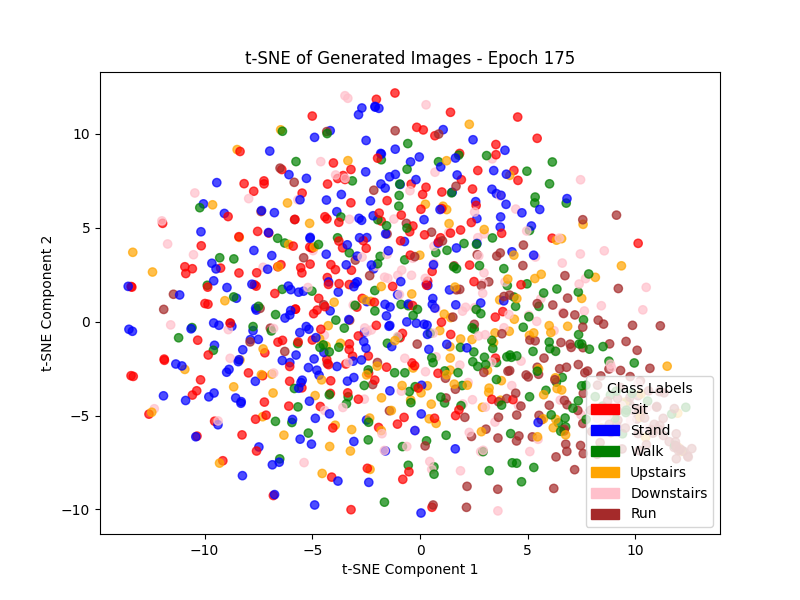 t-SNE of Generated Images - Epoch 175
t-SNE Component 2
10
5
0
−5
−10
Class Labels
Sit
Stand
Walk
Upstairs
Downstairs
Run
−10
−5
0
5
10
t-SNE Component 1